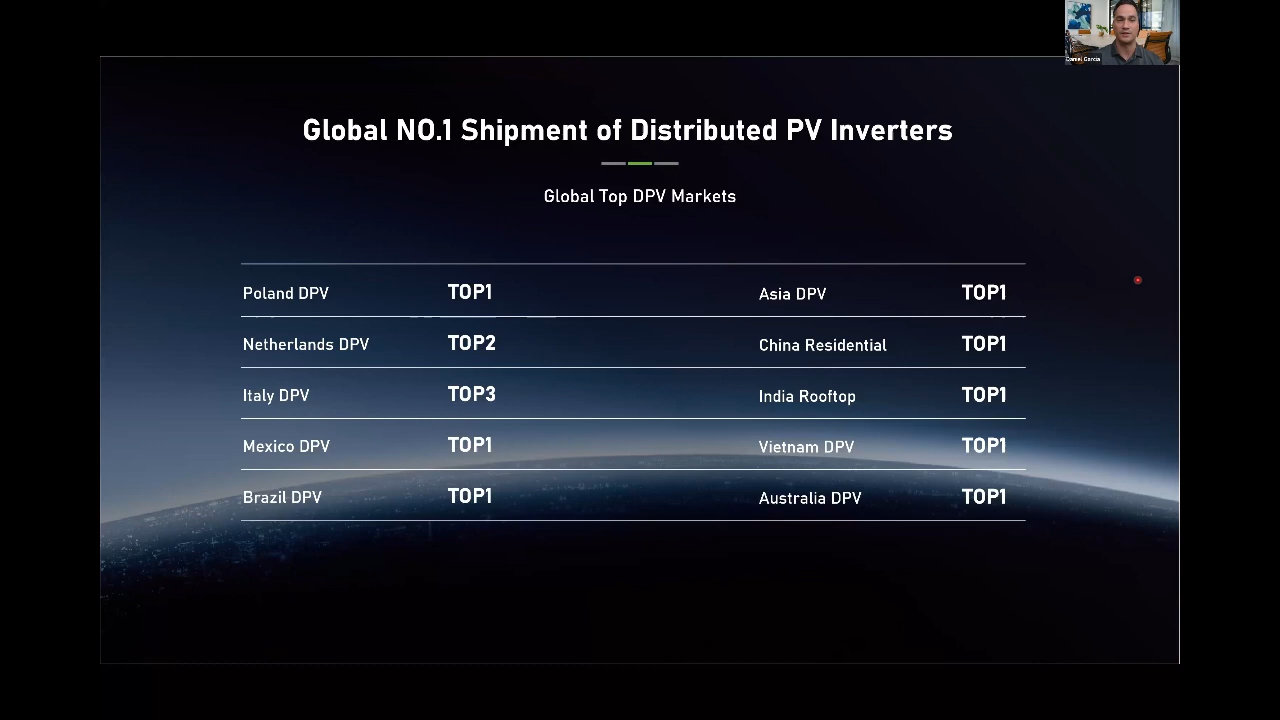 Daniel Garcia
Global NO.1 Shipment of Distributed PV Inverters
Global Top DPV Markets
Poland DPV TOP1 Asia DPV TOP1
Netherlands DPV TOP2 China Residential TOP1
Italy DPV TOP3 India Rooftop TOP1
Mexico DPV TOP1 Vietnam DPV TOP1
Brazil DPV TOP1 Australia DPV TOP1